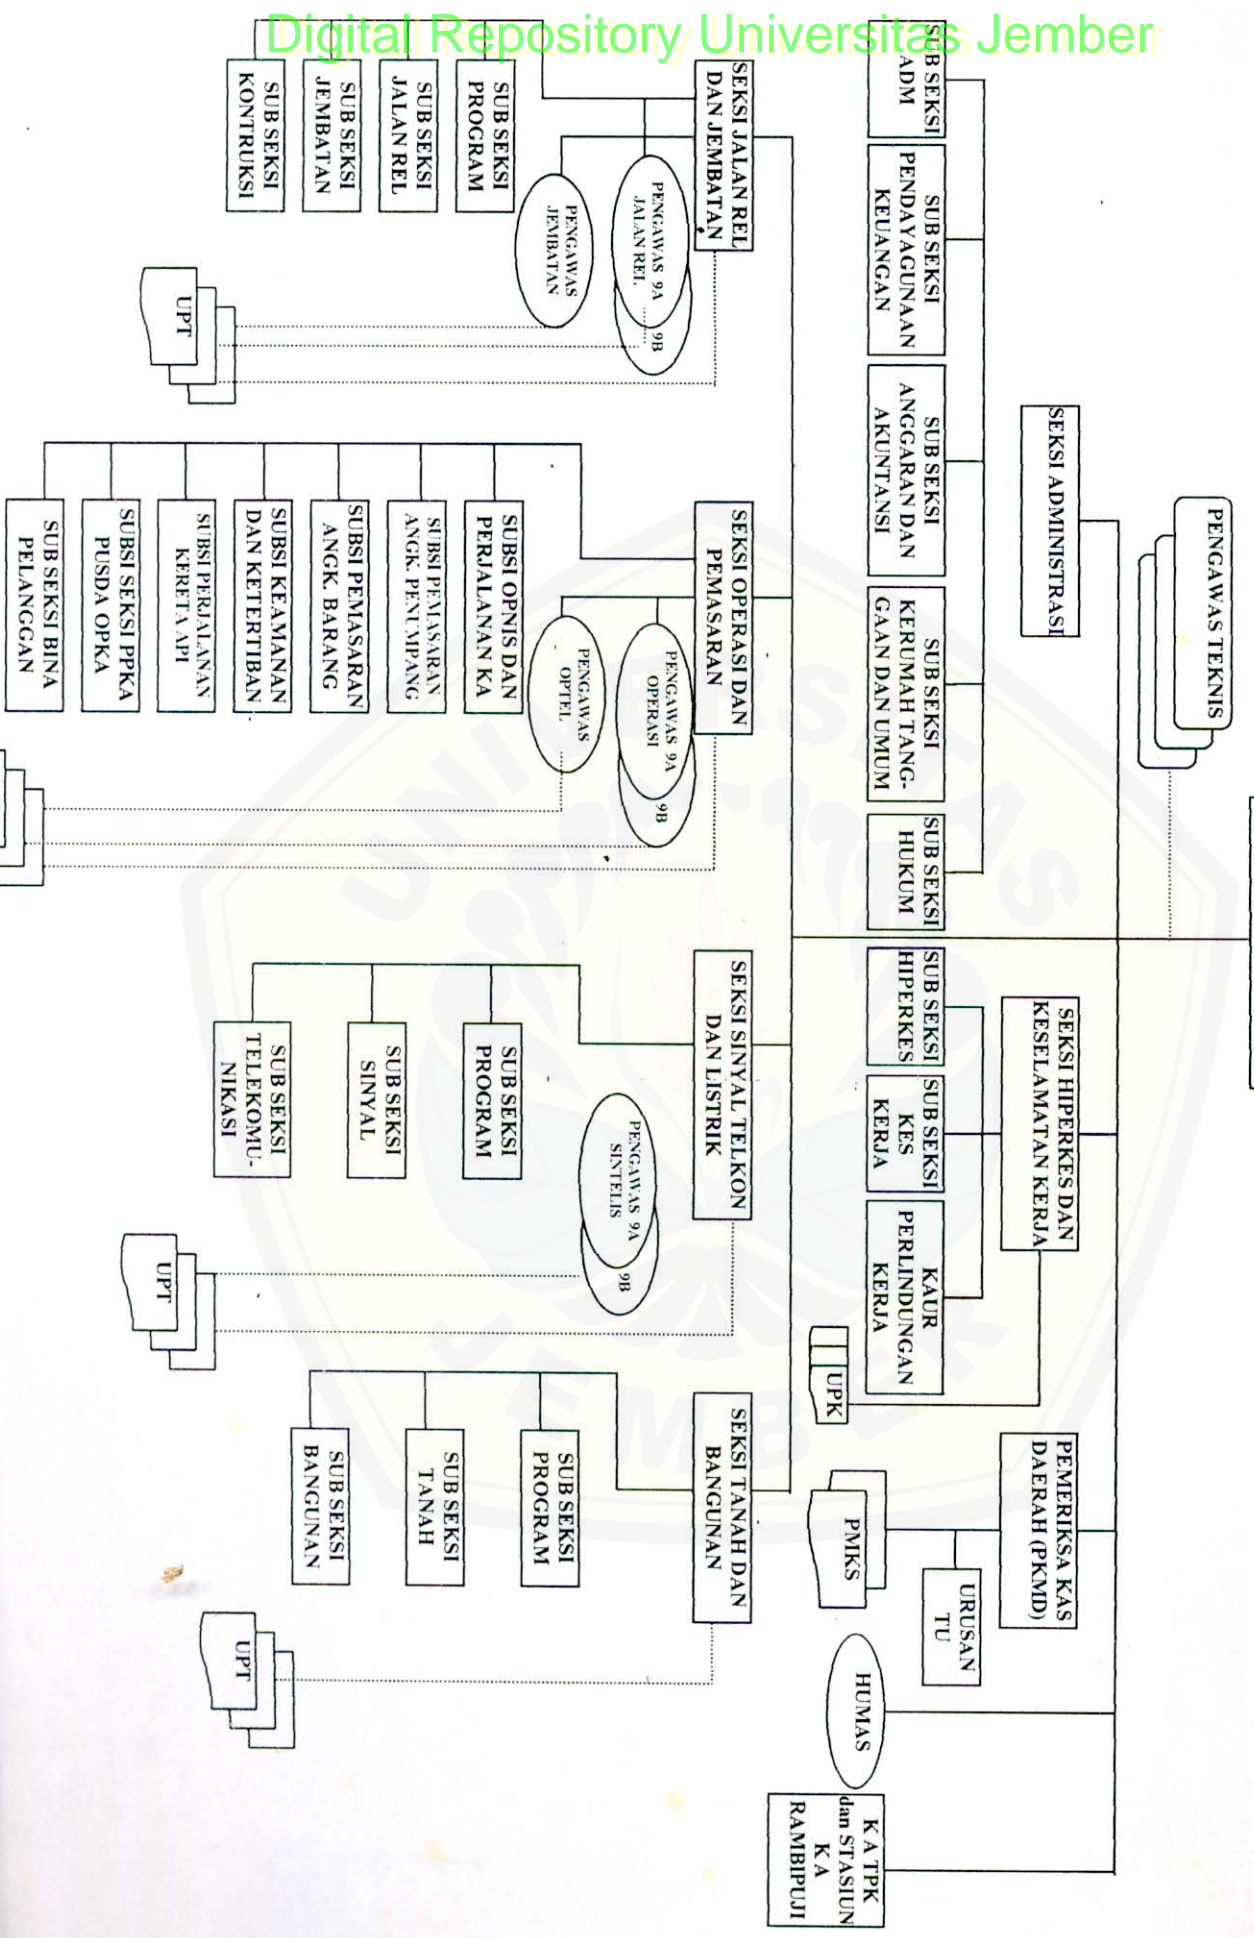 Digital Repository Universitas Jember
PENGAWAS TEKNIS
SEKSI ADMINISTRASI
SEKSI HIPERKES DAN
KESELAMATAN KERJA
PEMERIKSA KAS
DAERAH (PKMD)
URUSAN
TU
PMKS
HUMAS
K A TPK
dan STASIUN
K A
RAMBIPUJI
SUB SEKSI
ADM
SUB SEKSI
PENDAYAGUNAAN
KEUANGAN
SUB SEKSI
ANGGARAN DAN
AKUNTANSI
SUB SEKSI
KERUMAH TANG-
GAAN DAN UMUM
SUB SEKSI
HUKUM
SUB SEKSI
HIPERKES
SUB SEKSI
KES
KERJA
KAUR
PERLINDUNGAN
KERJA
UPK
SEKSI JALAN REL
DAN JEMBATAN
PENGAWAS 9A
JALAN REL
9B
PENGAWAS
JEMBATAN
SUB SEKSI
PROGRAM
SUB SEKSI
JALAN REL
SUB SEKSI
JEMBATAN
SUB SEKSI
KONTRUKSI
UPT
SEKSI OPERASI DAN
PEMASARAN
PENGAWAS 9A
OPERASI
9B
PENGAWAS
OPTEL
SUBSI OPNIS DAN
PERJALANAN KA
SUBSI PEMASARAN
ANGK. PENUMPANG
SUBSI PEMASARAN
ANGK. BARANG
SUBSI KEAMANAN
DAN KETERTIBAN
SUBSI PERJALANAN
KERETA API
SUBSI SEKSI PPKA
PUSDA OPKA
SUB SEKSI BINA
PELANGGAN
SEKSI SINYAL TELKON
DAN LISTRIK
PENGAWAS 9A
SINTELIS
9B
SUB SEKSI
PROGRAM
SUB SEKSI
SINYAL
SUB SEKSI
TELEKOMU-
NIKASI
UPT
SEKSI TANAH DAN
BANGUNAN
SUB SEKSI
PROGRAM
SUB SEKSI
TANAH
SUB SEKSI
BANGUNAN
UPT
UNIVERSITAS
JEMBER